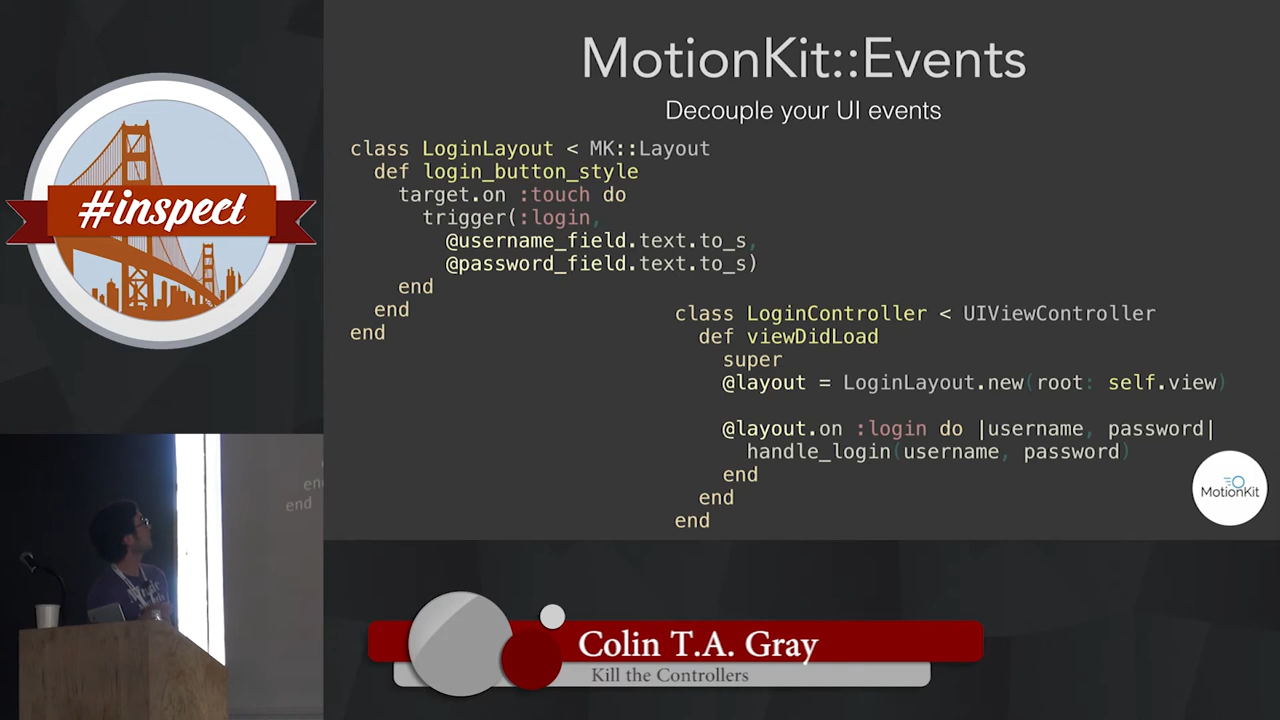 #inspect
MotionKit::Events
Decouple your UI events
class LoginLayout < MK::Layout
  def login_button_style
    target.on :touch do
      trigger(:login,
        @username_field.text.to_s,
        @password_field.text.to_s)
    end
  end
end
class LoginController < UIViewController
  def viewDidLoad
    super
    @layout = LoginLayout.new(root: self.view)
    @layout.on :login do |username, password|
      handle_login(username, password)
    end
  end
end
MotionKit
end
end
Colin T.A. Gray
Kill the Controllers